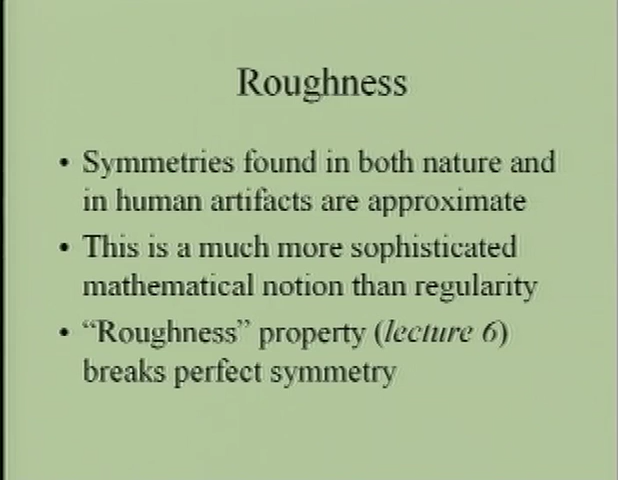 Roughness
• Symmetries found in both nature and
in human artifacts are approximate
• This is a much more sophisticated
mathematical notion than regularity
• “Roughness” property (lecture 6)
breaks perfect symmetry